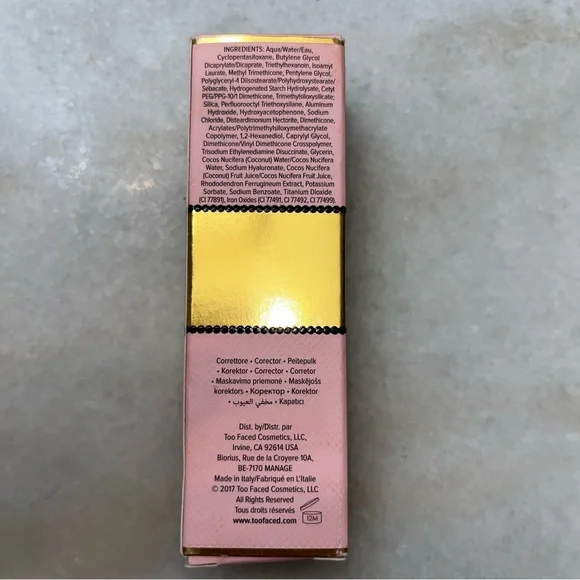 INGREDIENTS: Aqua/Water/Eau,
Cyclopentasiloxane, Butylene Glycol
Dicaprylate/Dicaprate, Triethylhexanoin, Isoamyl
Laurate, Methyl Trimethicone, Pentylene Glycol,
Polyglyceryl-4 Diisostearate/Polyhydroxystearate/
Sebacate, Hydrogenated Starch Hydrolysate, Cetyl
PEG/PPG-10/1 Dimethicone, Trimethylsiloxysilicate;
Silica, Perfluorooctyl Triethoxysilane, Aluminum
Hydroxide, Hydroxyacetophenone, Sodium
Chloride, Disteardimonium Hectorite, Dimethicone,
Acrylates/Polytrimethylsiloxymethacrylate
Copolymer, 1,2-Hexanediol, Caprylyl Glycol,
Dimethicone/Vinyl Dimethicone Crosspolymer,
Trisodium Ethylenediamine Disuccinate, Glycerin,
Cocos Nucifera (Coconut) Water/Cocos Nucifera
Water, Sodium Hyaluronate, Cocos Nucifera
(Coconut) Fruit Juice/Cocos Nucifera Fruit Juice,
Rhododendron Ferrugineum Extract, Potassium
Sorbate, Sodium Benzoate, Titanium Dioxide
(CI 77891), Iron Oxides (CI 77491, CI 77492, CI 77499).
Correttore • Corector • Peitepulk
• Korektor • Corrector • Corretor
• Maskavimo priemonė • Maskējošs
korektors • Коректор • Korektor
• مخفي العيوب • Kapatıcı
Dist. by/Distr. par
Too Faced Cosmetics, LLC,
Irvine, CA 92614 USA
Biorius, Rue de la Croyere 10A,
BE-7170 MANAGE
Made in Italy/Fabriqué en L'Italie
© 2017 Too Faced Cosmetics, LLC
All Rights Reserved
Tous droits réservés
www.toofaced.com
12M